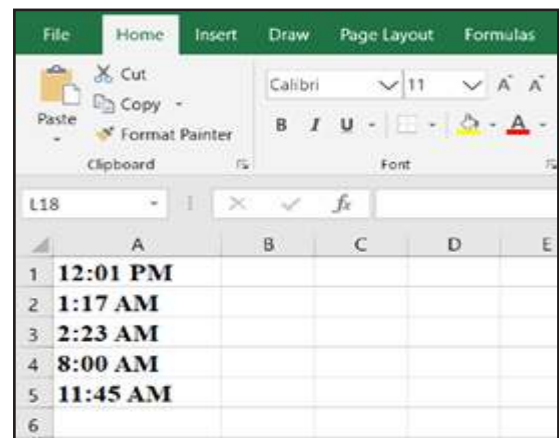 File Home Insert Draw Page Layout Formulas
Cut
Copy
Paste
Format Painter
Clipboard
Calibri 11 A A
B I U A
Font
L18 fx
A B C D E
1 12:01 PM
2 1:17 AM
3 2:23 AM
4 8:00 AM
5 11:45 AM
6